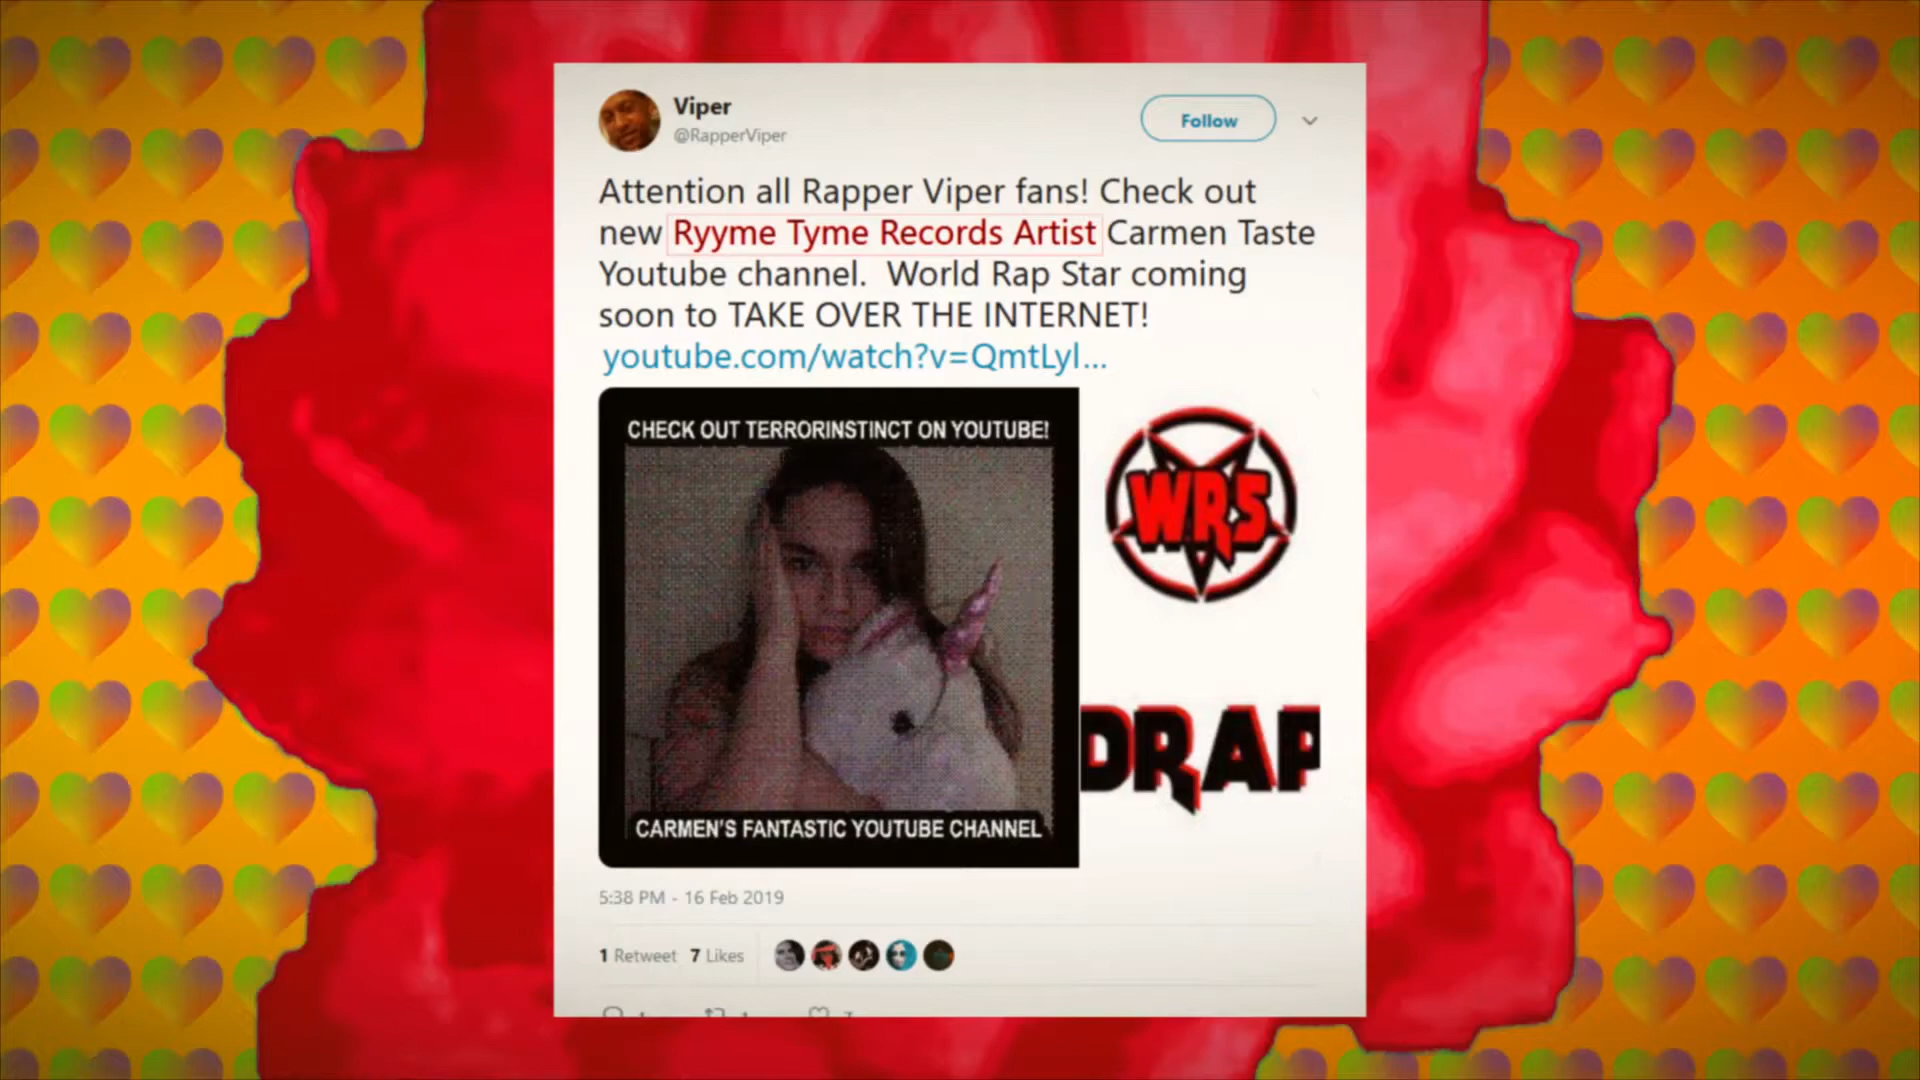 Viper
@RapperViper
Follow
Attention all Rapper Viper fans! Check out
new Ryyme Tyme Records Artist Carmen Taste
Youtube channel.  World Rap Star coming
soon to TAKE OVER THE INTERNET!
youtube.com/watch?v=QmtLyl...
CHECK OUT TERRORINSTINCT ON YOUTUBE!
WRS
CARMEN'S FANTASTIC YOUTUBE CHANNEL
DRAP
5:38 PM - 16 Feb 2019
1 Retweet 7 Likes